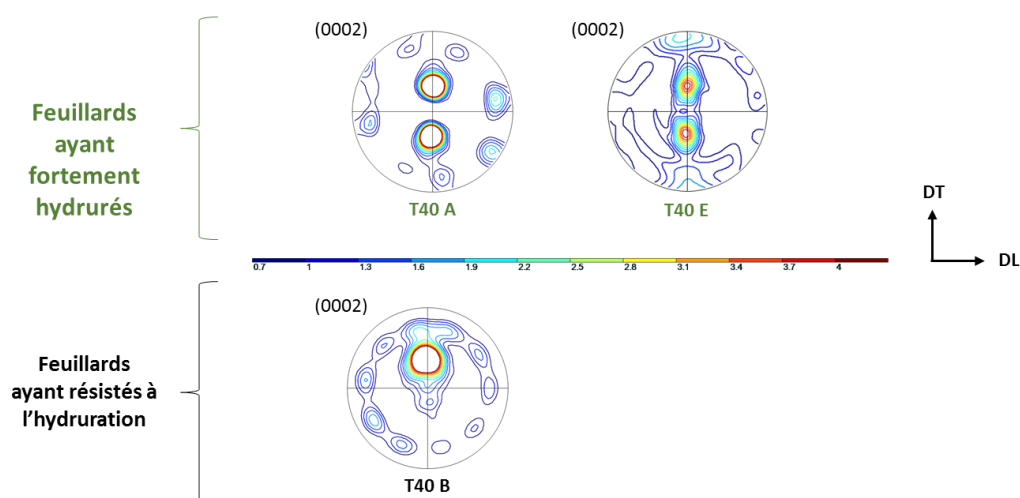 (0002)
(0002)
Feuillards
ayant
fortement
hydrurés
T40 A
T40 E
DT
DL
0.7 1 1.3 1.6 1.9 2.2 2.5 2.8 3.1 3.4 3.7 4
(0002)
Feuillards
ayant résistés à
l’hydruration
T40 B